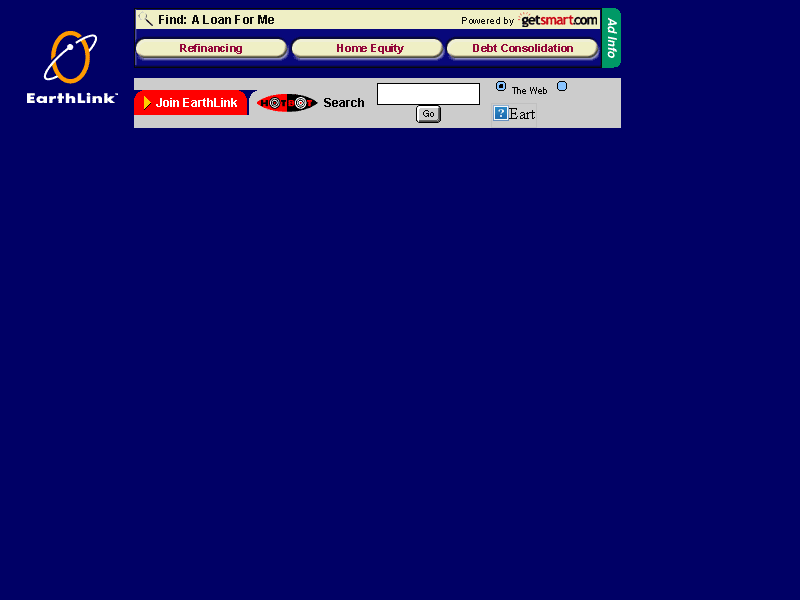 Find: A Loan For Me
Powered by getsmart.com
Ad Info
Refinancing
Home Equity
Debt Consolidation
EarthLink™
Join EarthLink
HOTBOT
Search
The Web
Go
Eart